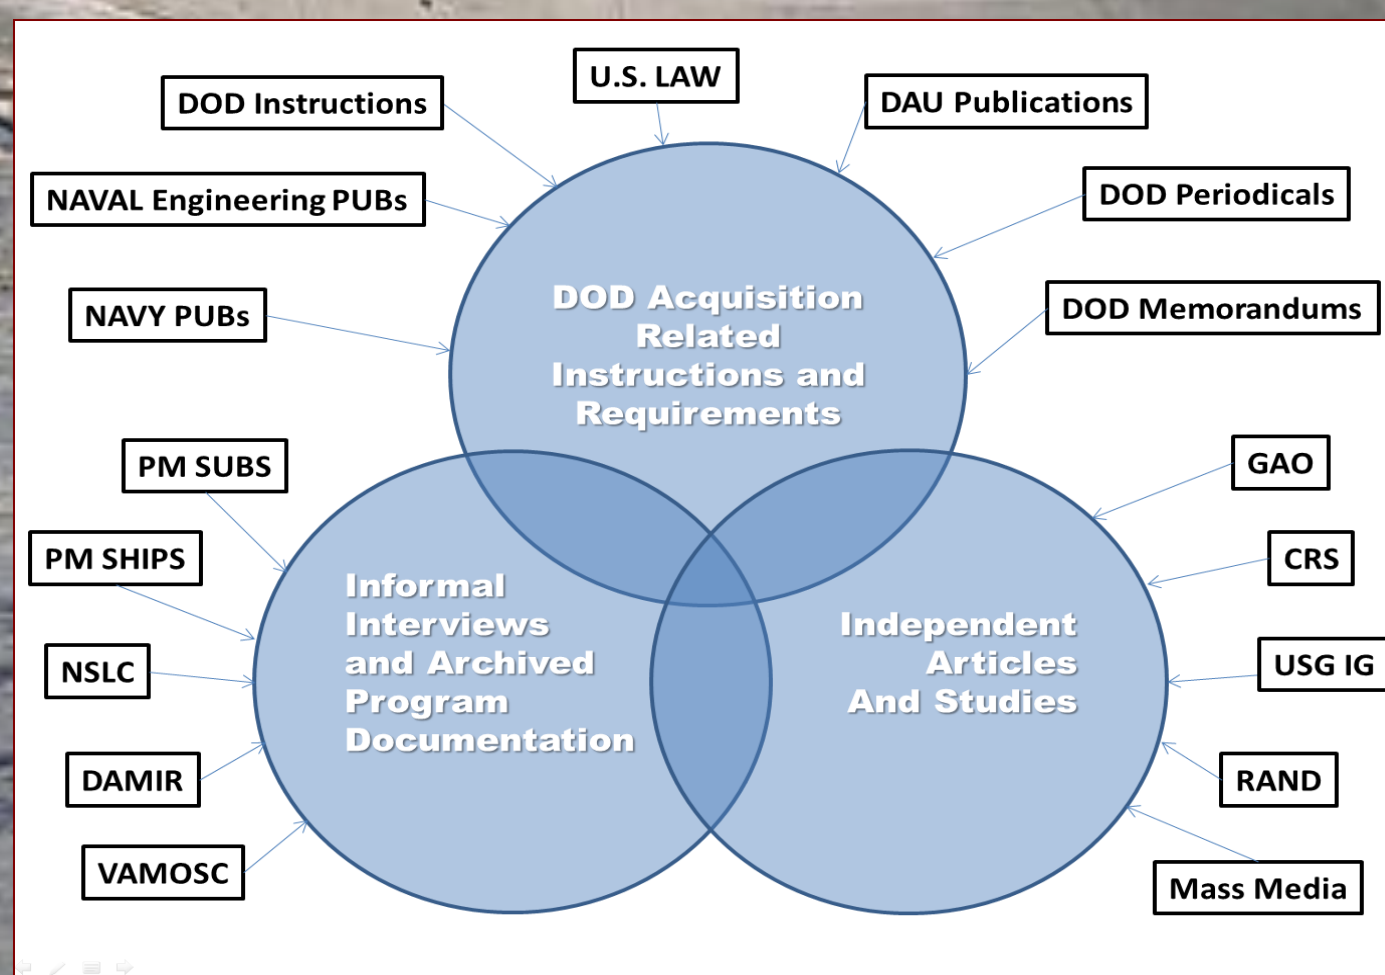 U.S. LAW
DOD Instructions
DAU Publications
NAVAL Engineering PUBs
DOD Periodicals
NAVY PUBs
DOD Memorandums
DOD Acquisition
Related
Instructions and
Requirements
PM SUBS
PM SHIPS
NSLC
DAMIR
VAMOSC
Informal
Interviews
and Archived
Program
Documentation
Independent
Articles
And Studies
GAO
CRS
USG IG
RAND
Mass Media